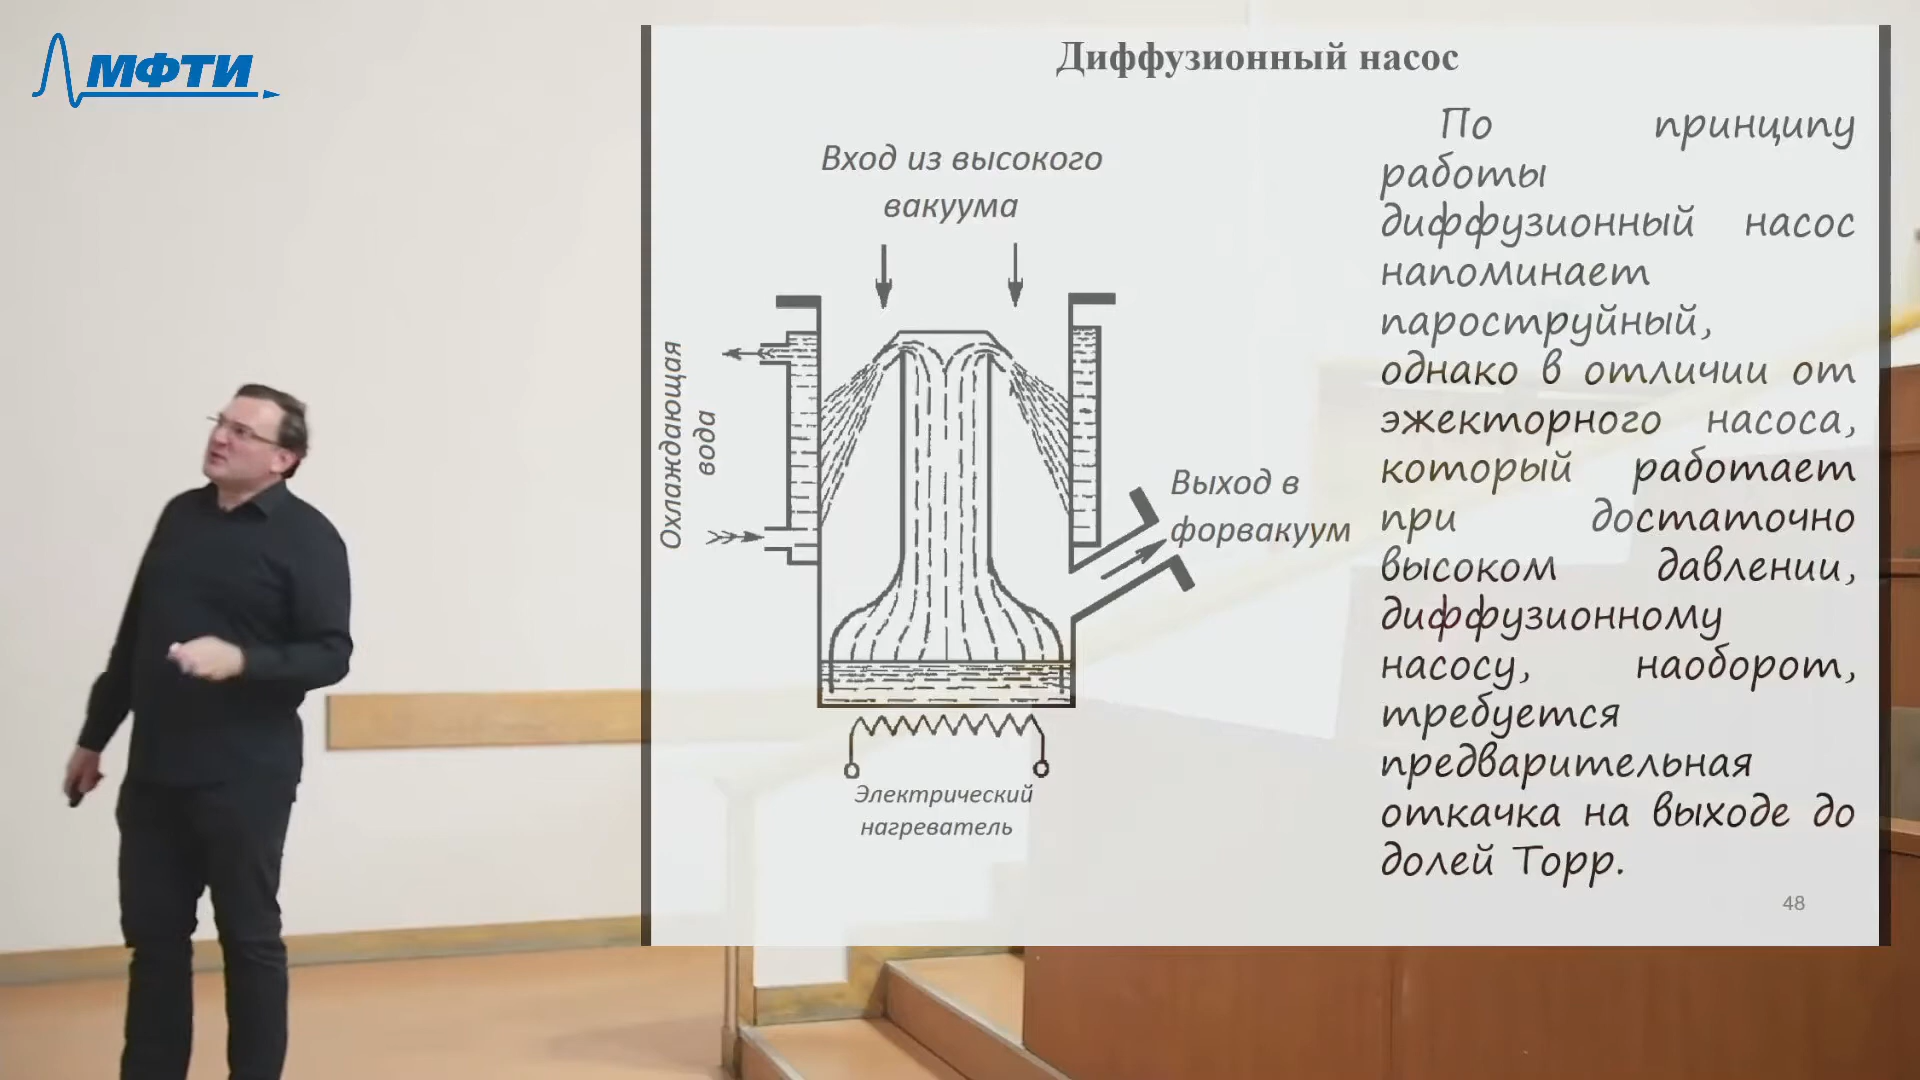 МФТИ
Диффузионный насос
Вход из высокого
вакуума
Охлаждающая
вода
Выход в
форвакуум
Электрический
нагреватель
По принципу
работы
диффузионный насос
напоминает
пароструйный,
однако в отличии от
эжекторного насоса,
который работает
при достаточно
высоком давлении,
диффузионному
насосу, наоборот,
требуется
предварительная
откачка на выходе до
долей Торр.
48